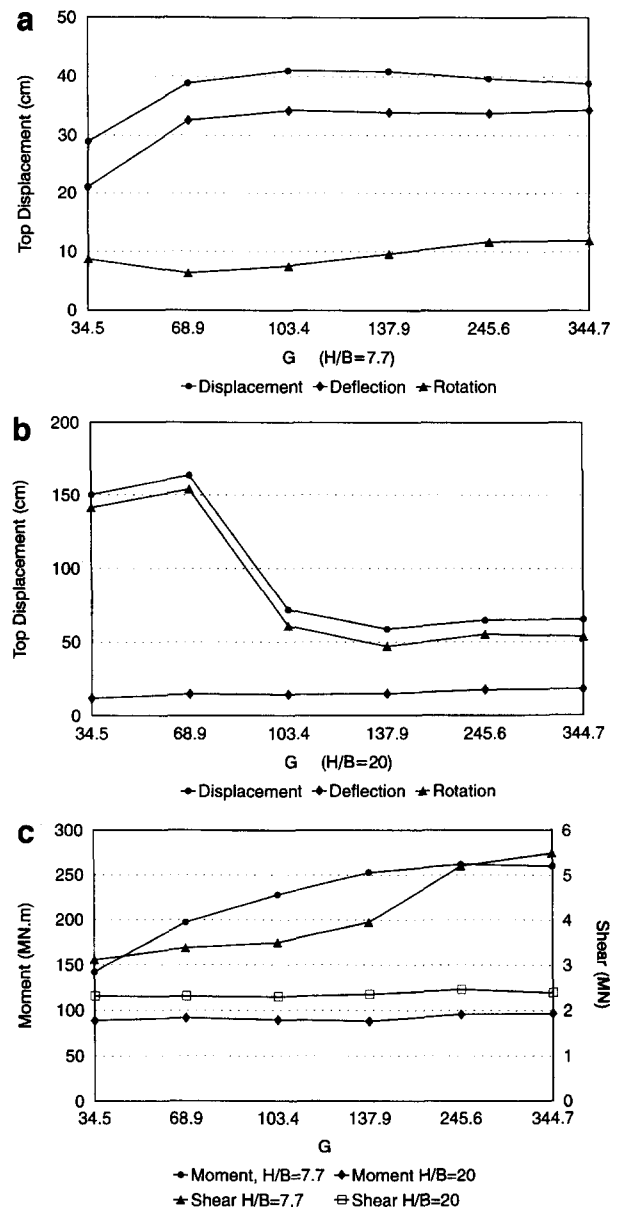 a
50
40
30
20
10
0
Top Displacement (cm)
34.5 68.9 103.4 137.9 245.6 344.7
G (H/B=7.7)
Displacement Deflection Rotation
b
200
150
100
50
0
Top Displacement (cm)
34.5 68.9 103.4 137.9 245.6 344.7
G (H/B=20)
Displacement Deflection Rotation
c
300
250
200
150
100
50
0
Moment (MN.m)
6
5
4
3
2
1
0
Shear (MN)
34.5 68.9 103.4 137.9 245.6 344.7
G
Moment, H/B=7.7 Moment H/B=20
Shear H/B=7.7 Shear H/B=20